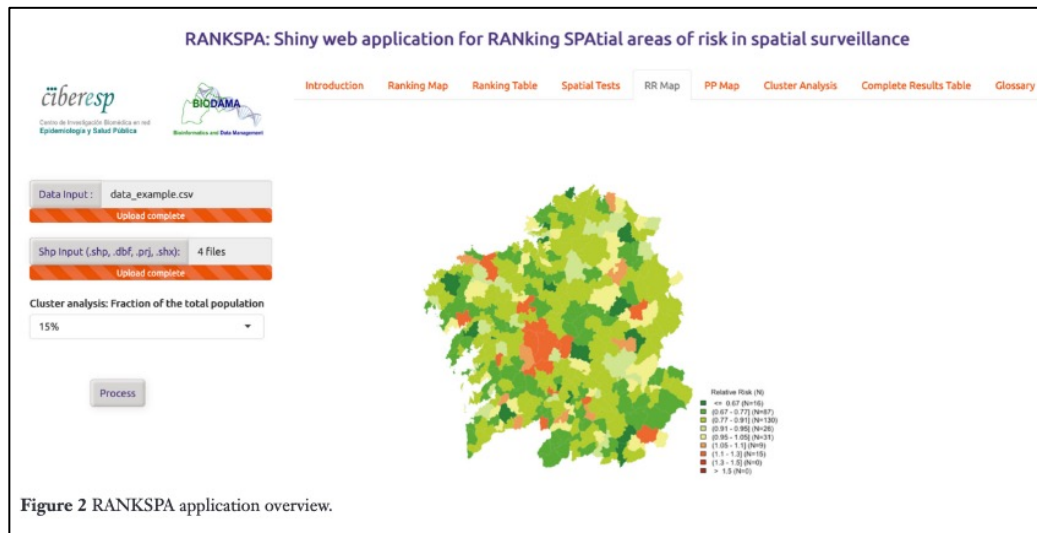 RANKSPA: Shiny web application for RANking SPAtial areas of risk in spatial surveillance
ciberesp
Centro de Investigación Biomédica en red
Epidemiología y Salud Pública
BIODAMA
Bioinformatics and Data Management
Introduction Ranking Map Ranking Table Spatial Tests RR Map PP Map Cluster Analysis Complete Results Table Glossary
Data Input : data_example.csv
Upload complete
Shp Input (.shp, .dbf, .prj, .shx): 4 files
Upload complete
Cluster analysis: Fraction of the total population
15%
Process
Relative Risk (N)
<= 0.67 (N=16)
(0.67 - 0.77] (N=87)
(0.77 - 0.91] (N=130)
(0.91 - 0.95] (N=26)
(0.95 - 1.05] (N=31)
(1.05 - 1.1] (N=9)
(1.1 - 1.3] (N=15)
(1.3 - 1.5] (N=0)
> 1.5 (N=0)
Figure 2 RANKSPA application overview.